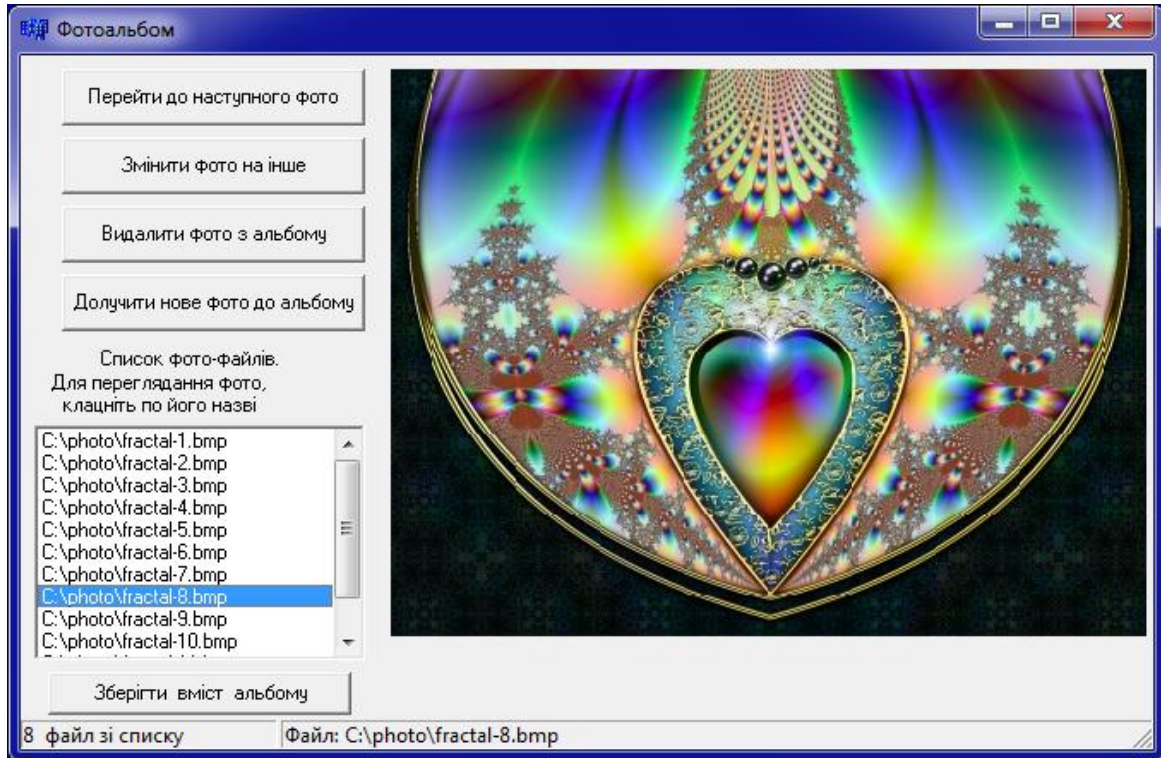 Фотоальбом
Перейти до наступного фото
Змінити фото на інше
Видалити фото з альбому
Долучити нове фото до альбому
Список фото-файлів.
Для переглядання фото,
клацніть по його назві
C:\photo\fractal-1.bmp
C:\photo\fractal-2.bmp
C:\photo\fractal-3.bmp
C:\photo\fractal-4.bmp
C:\photo\fractal-5.bmp
C:\photo\fractal-6.bmp
C:\photo\fractal-7.bmp
C:\photo\fractal-8.bmp
C:\photo\fractal-9.bmp
C:\photo\fractal-10.bmp
Зберігти вміст альбому
8 файл зі списку
Файл: C:\photo\fractal-8.bmp